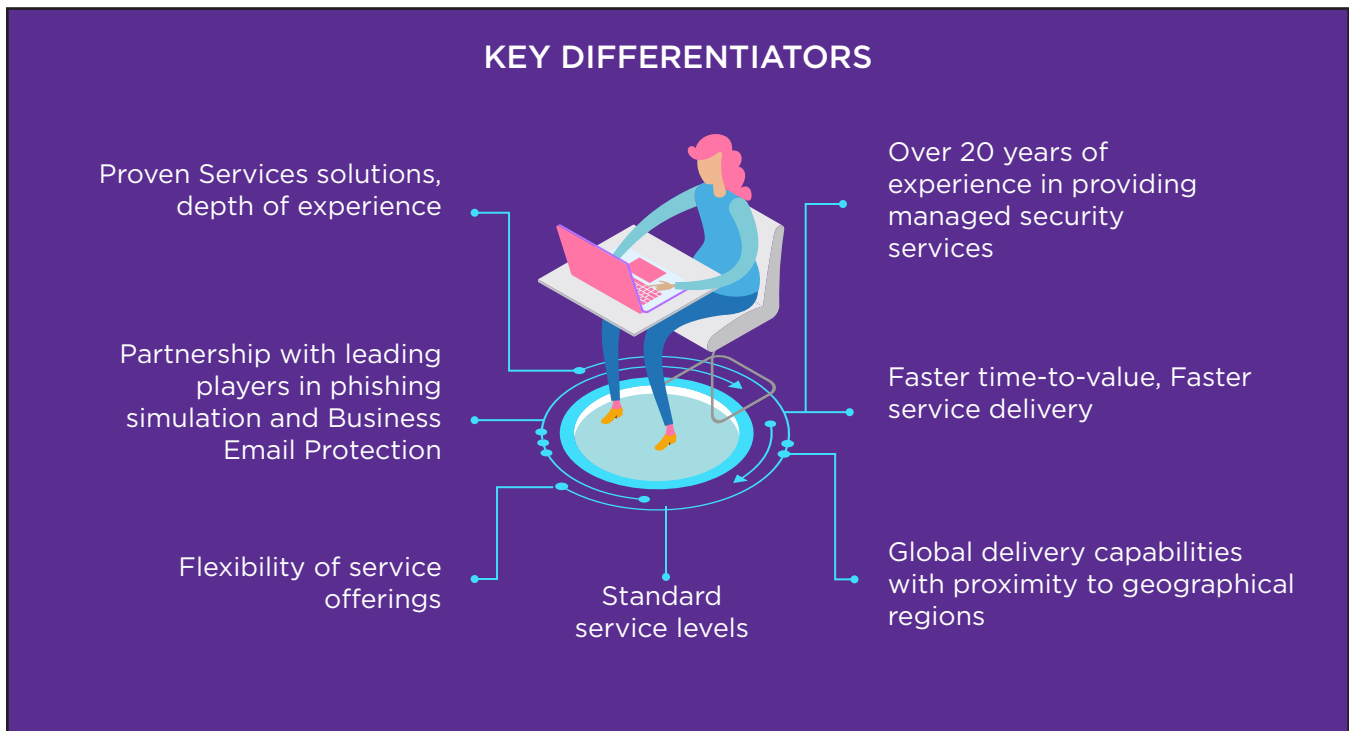 KEY DIFFERENTIATORS
Proven Services solutions,
depth of experience
Partnership with leading
players in phishing
simulation and Business
Email Protection
Flexibility of service
offerings
Standard
service levels
Over 20 years of
experience in providing
managed security
services
Faster time-to-value, Faster
service delivery
Global delivery capabilities
with proximity to geographical
regions